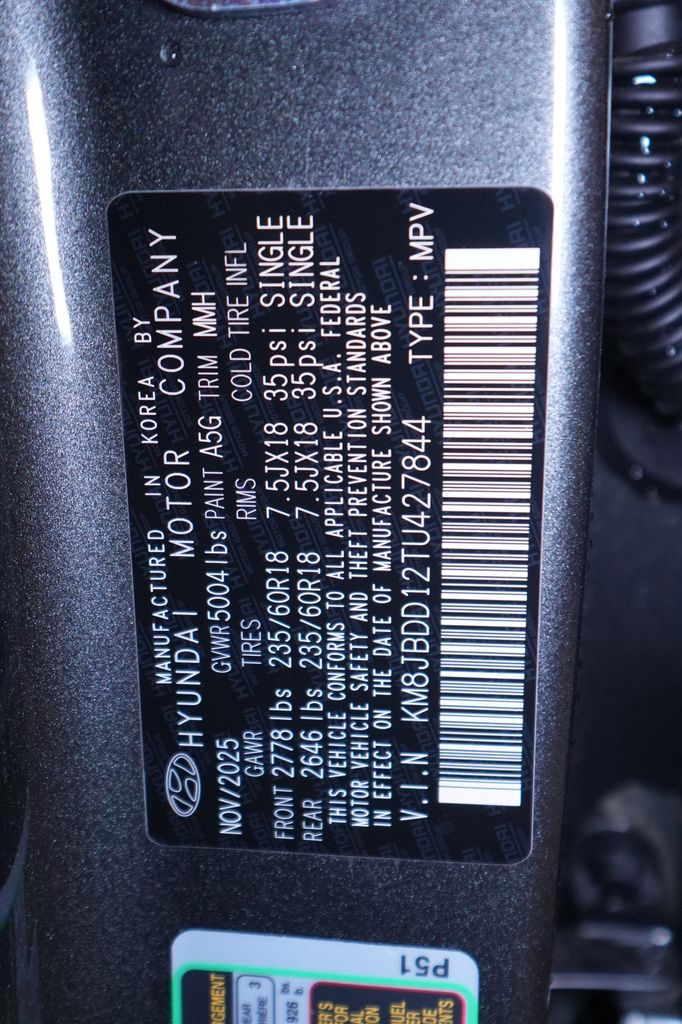 MANUFACTURED IN KOREA BY
HYUNDAI MOTOR COMPANY
NOV/2025 GVWR 5004 lbs PAINT A5G TRIM MMH
GAWR TIRES RIMS COLD TIRE INFL
FRONT 2778 lbs 235/60R18 7.5JX18 35psi SINGLE
REAR 2646 lbs 235/60R18 7.5JX18 35psi SINGLE
THIS VEHICLE CONFORMS TO ALL APPLICABLE U.S.A. FEDERAL
MOTOR VEHICLE SAFETY AND THEFT PREVENTION STANDARDS
IN EFFECT ON THE DATE OF MANUFACTURE SHOWN ABOVE
V.I.N KM8JBDD12TU427844 TYPE : MPV
P51